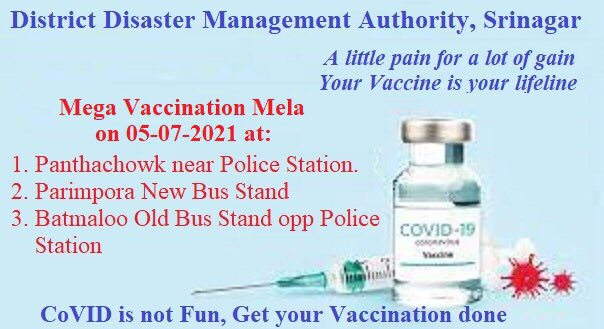 District Disaster Management Authority, Srinagar
A little pain for a lot of gain
Your Vaccine is your lifeline
Mega Vaccination Mela
on 05-07-2021 at:
1. Panthachowk near Police Station.
2. Parimpora New Bus Stand
3. Batmaloo Old Bus Stand opp Police
Station
COVID-19
coronavirus
Vaccine
CoVID is not Fun, Get your Vaccination done